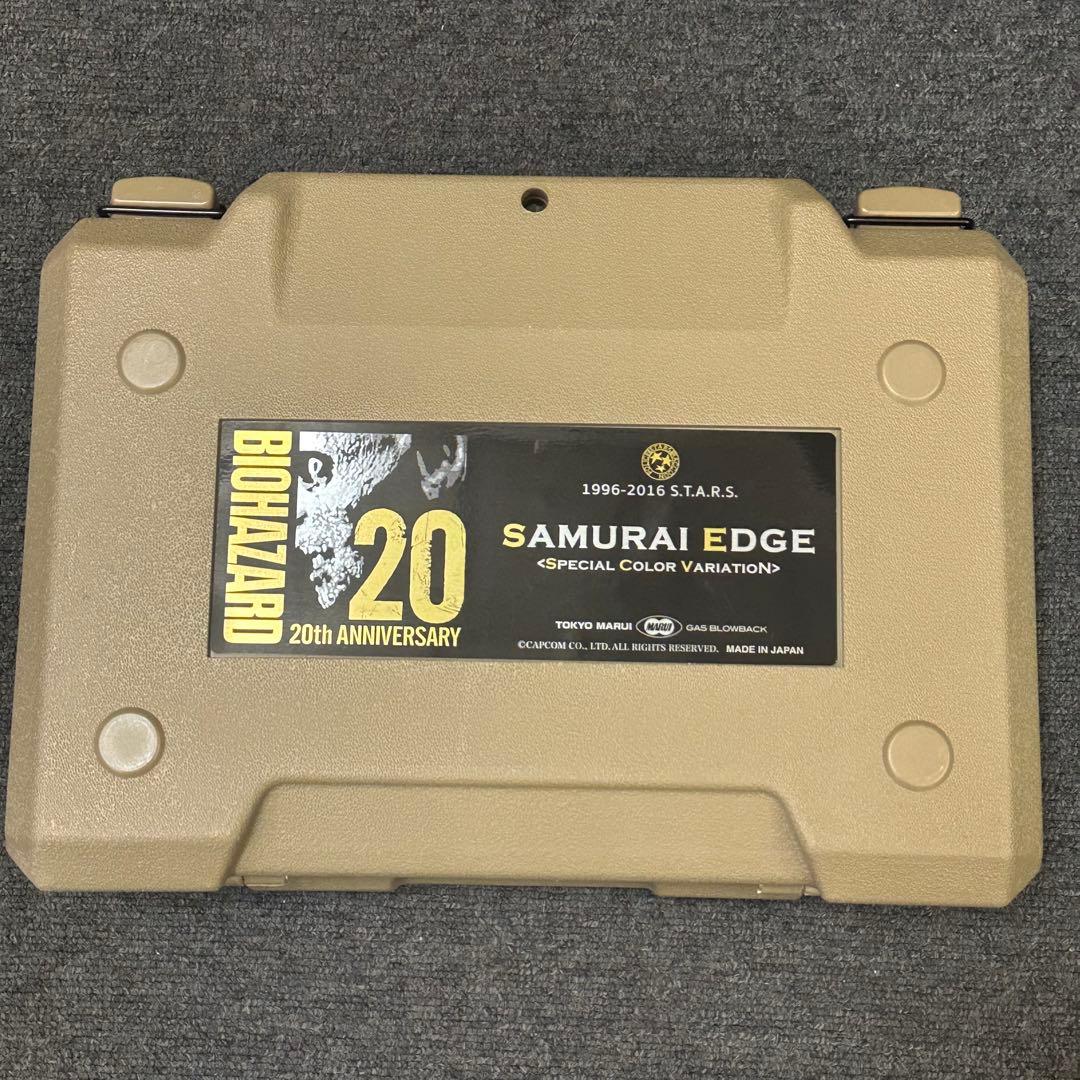 BIOHAZARD
20
20th ANNIVERSARY
1996-2016 S.T.A.R.S.
SAMURAI EDGE
<SPECIAL COLOR VARIATION>
TOKYO MARUI MARUI GAS BLOWBACK
©CAPCOM CO., LTD. ALL RIGHTS RESERVED. MADE IN JAPAN